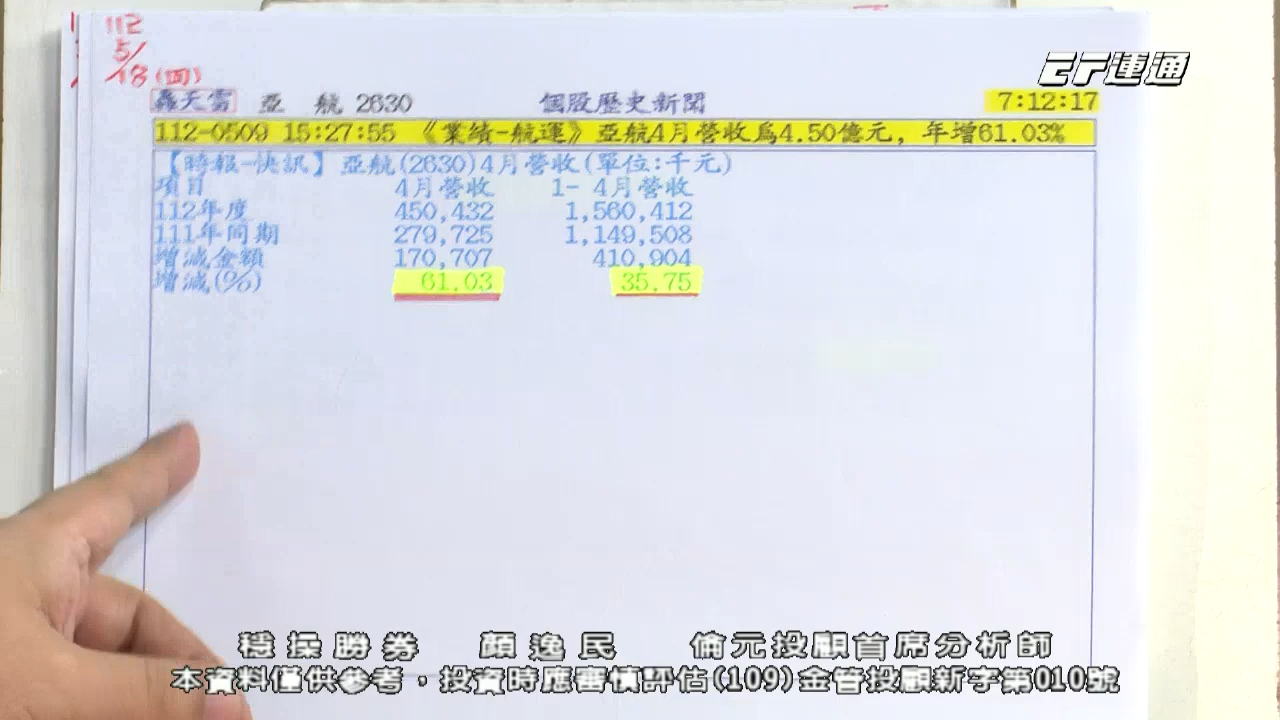 112
5/
18(四)
EF運通
轟天雷 亞 航 2630 個股歷史新聞 7:12:17
112-0509 15:27:55 《業績-航運》亞航4月營收為4.50億元，年增61.03%
【時報-快訊】亞航(2630)4月營收(單位:千元)
項目 4月營收 1- 4月營收
112年度 450,432 1,560,412
111年同期 279,725 1,149,508
增減金額 170,707 410,904
增減(%) 61.03 35.75
穩操勝券 顏逸民 倫元投顧首席分析師
本資料僅供參考，投資時應審慎評估(109)金管投顧新字第010號